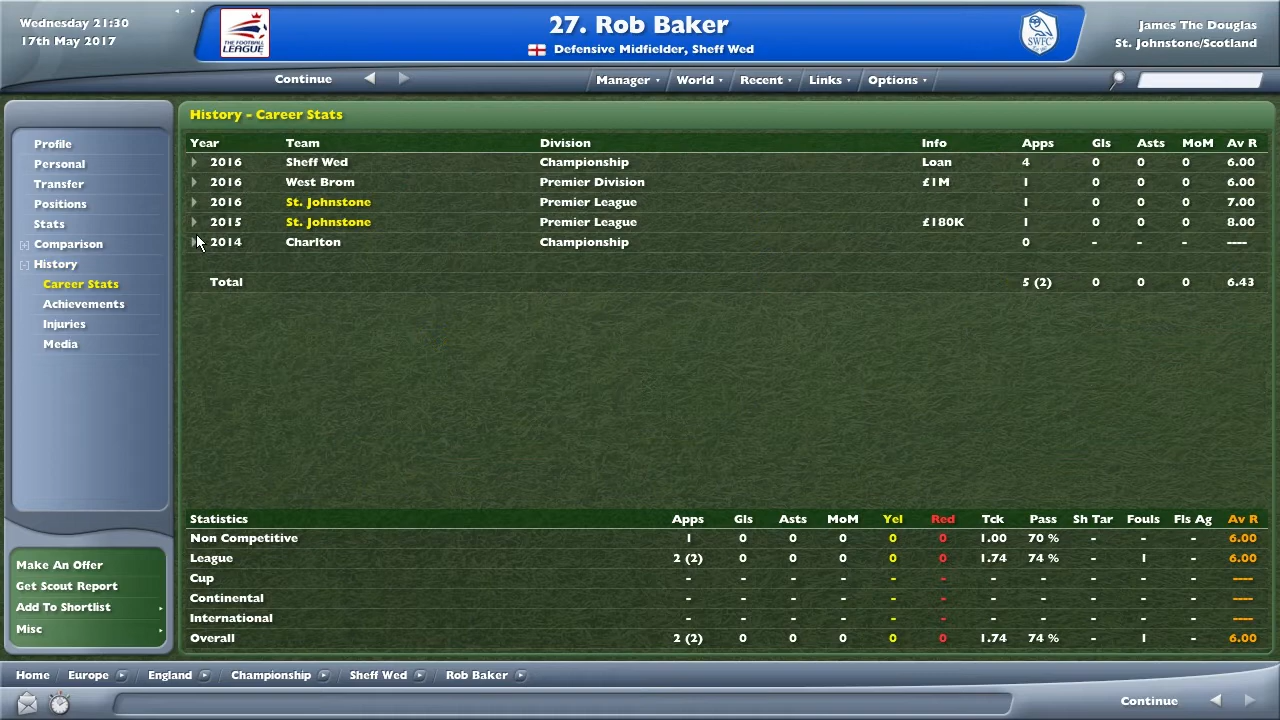 Wednesday 21:30
17th May 2017
THE FOOTBALL
LEAGUE
27. Rob Baker
Defensive Midfielder, Sheff Wed
SWFC
James The Douglas
St. Johnstone/Scotland
Continue
Manager
World
Recent
Links
Options
Profile
Personal
Transfer
Positions
Stats
Comparison
History
Career Stats
Achievements
Injuries
Media
Make An Offer
Get Scout Report
Add To Shortlist
Misc
History - Career Stats
Year Team Division Info Apps Gls Asts MoM Av R
2016 Sheff Wed Championship Loan 4 0 0 0 6.00
2016 West Brom Premier Division £1M 1 0 0 0 6.00
2016 St. Johnstone Premier League 1 0 0 0 7.00
2015 St. Johnstone Premier League £180K 1 0 0 0 8.00
2014 Charlton Championship 0 - - - ----
Total 5 (2) 0 0 0 6.43
Statistics Apps Gls Asts MoM Yel Red Tck Pass Sh Tar Fouls Fls Ag Av R
Non Competitive 1 0 0 0 0 0 1.00 70 % - - - 6.00
League 2 (2) 0 0 0 0 0 1.74 74 % - 1 - 6.00
Cup - - - - - - - - - - - ----
Continental - - - - - - - - - - - ----
International - - - - - - - - - - - ----
Overall 2 (2) 0 0 0 0 0 1.74 74 % - 1 - 6.00
Home Europe England Championship Sheff Wed Rob Baker
Continue